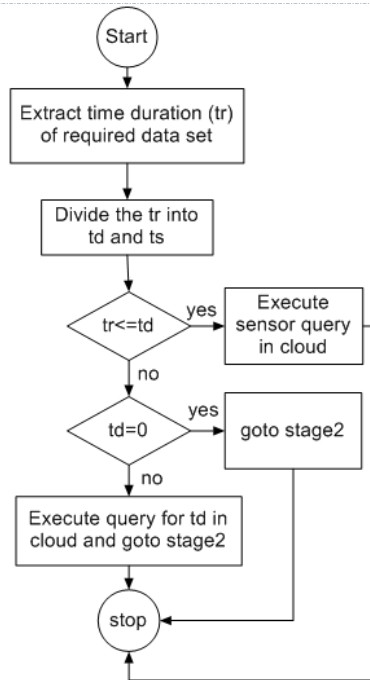 Start
Extract time duration (tr)
of required data set
Divide the tr into
td and ts
tr<=td
yes
Execute
sensor query
in cloud
no
td=0
yes
goto stage2
no
Execute query for td in
cloud and goto stage2
stop